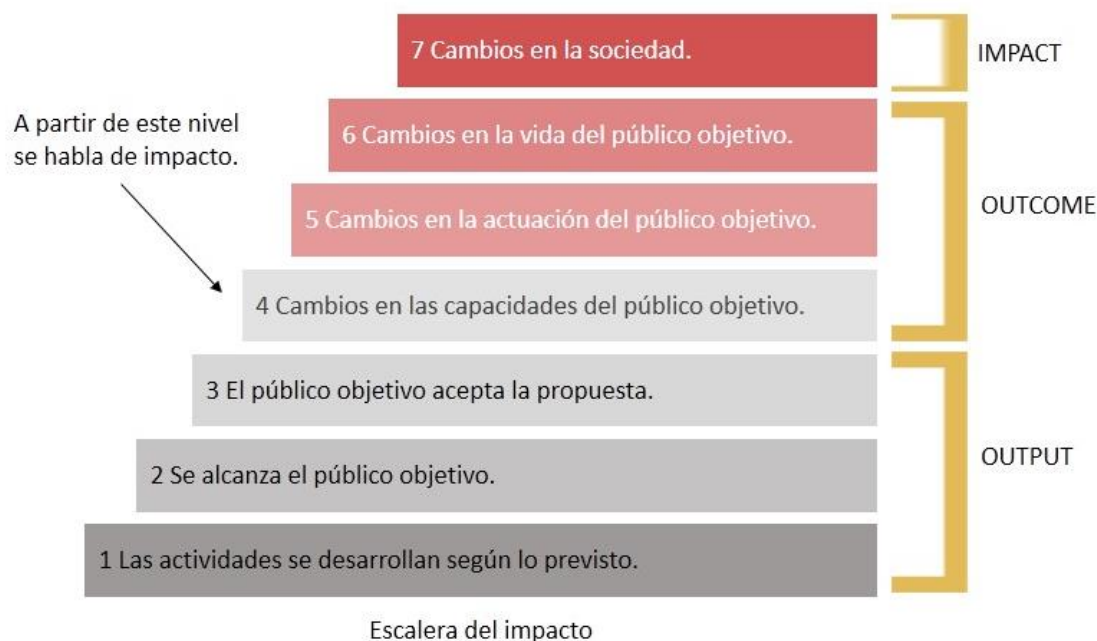 7 Cambios en la sociedad.
IMPACT
A partir de este nivel
se habla de impacto.
6 Cambios en la vida del público objetivo.
5 Cambios en la actuación del público objetivo.
OUTCOME
4 Cambios en las capacidades del público objetivo.
3 El público objetivo acepta la propuesta.
2 Se alcanza el público objetivo.
OUTPUT
1 Las actividades se desarrollan según lo previsto.
Escalera del impacto